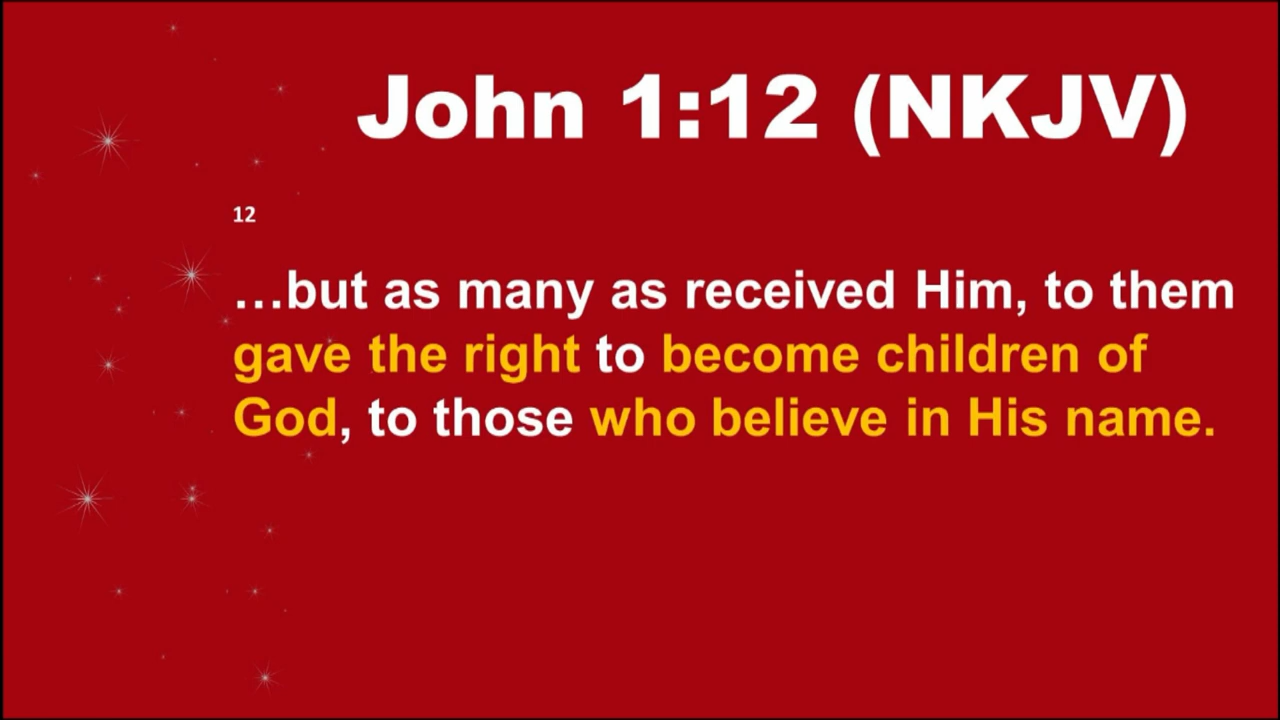 John 1:12 (NKJV)
12
…but as many as received Him, to them
gave the right to become children of
God, to those who believe in His name.